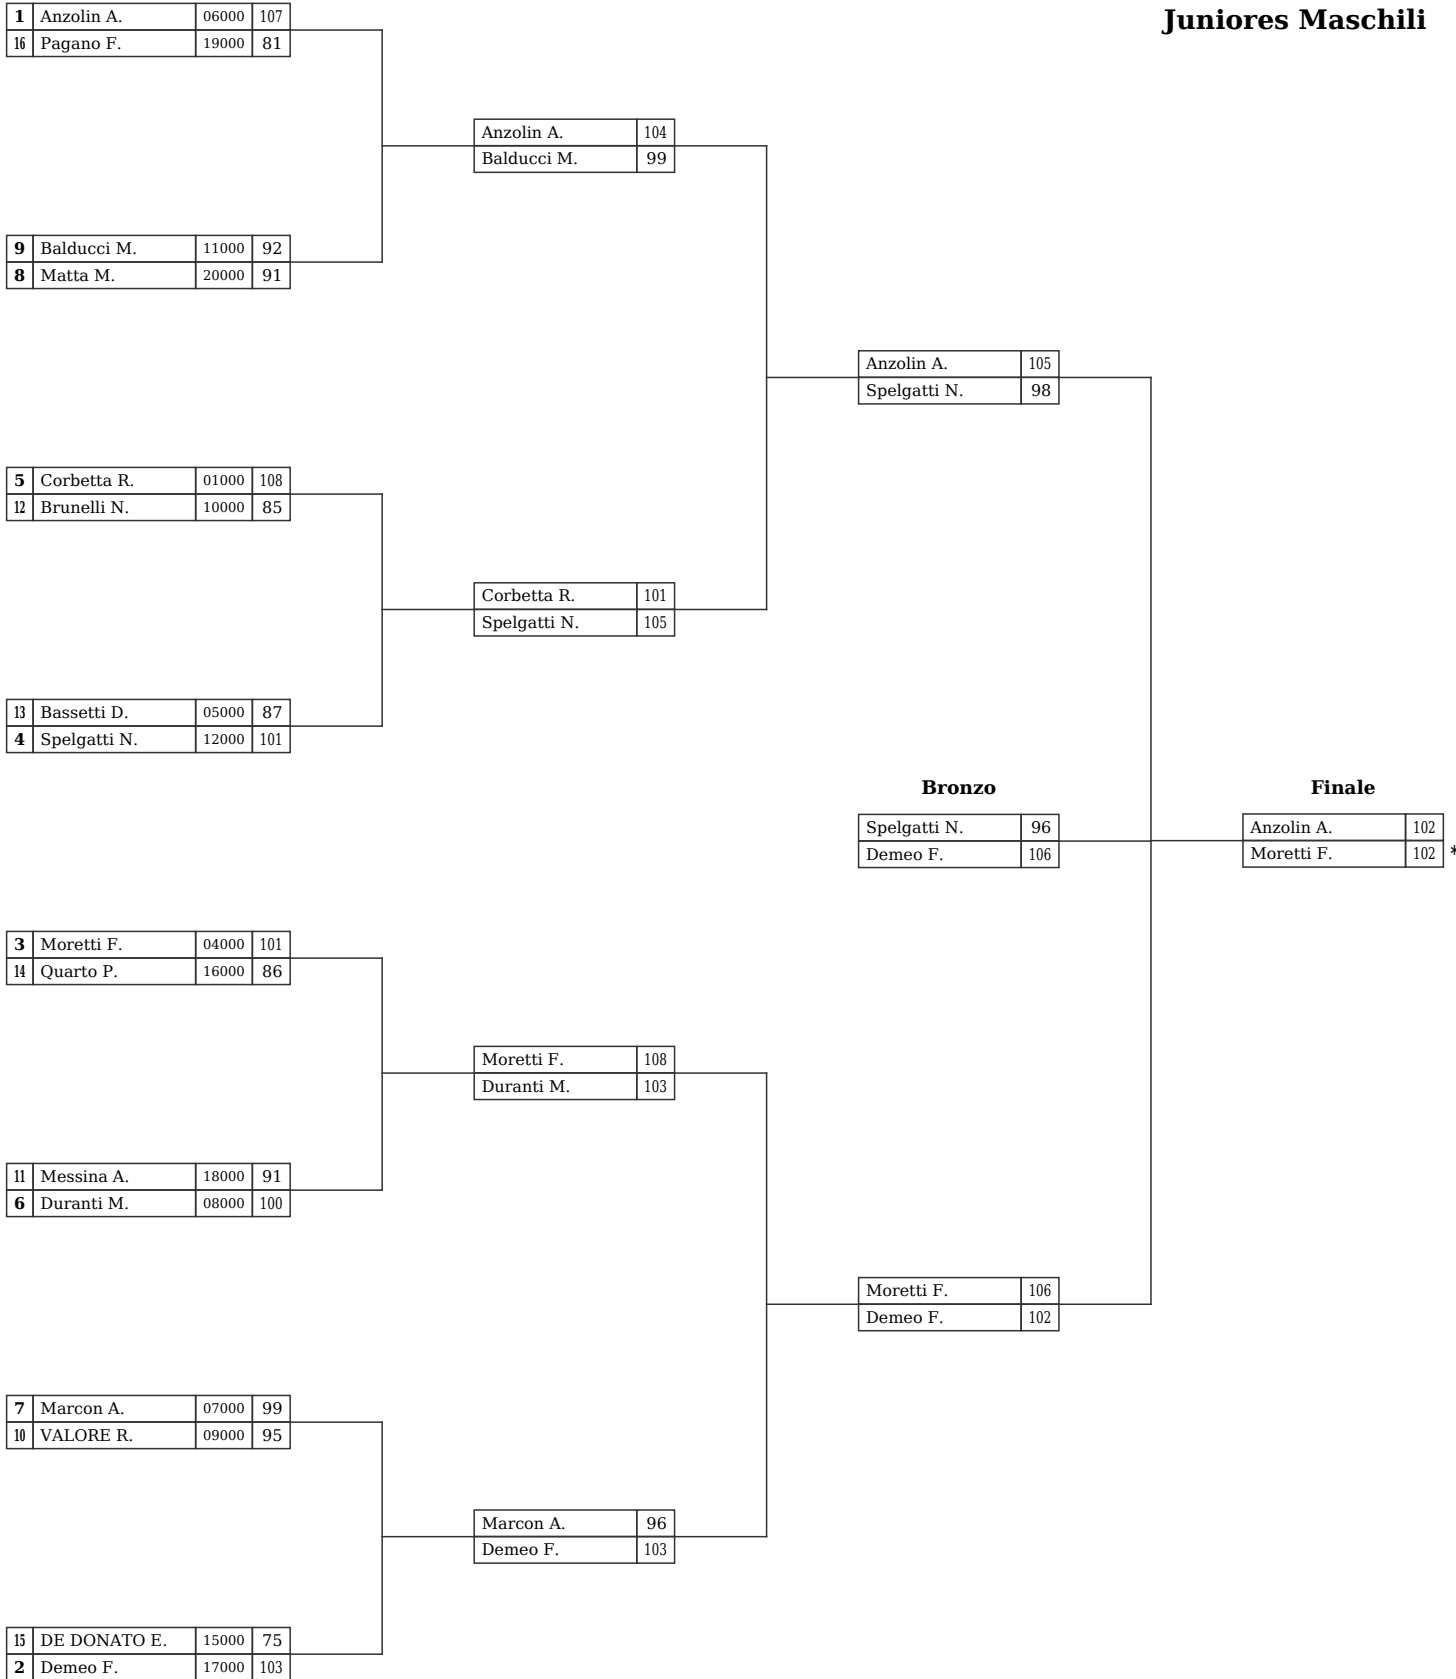 Juniores Maschili
1 Anzolin A. 06000 107
16 Pagano F. 19000 81
Anzolin A. 104
Balducci M. 99
9 Balducci M. 11000 92
8 Matta M. 20000 91
Anzolin A. 105
Spelgatti N. 98
5 Corbetta R. 01000 108
12 Brunelli N. 10000 85
Corbetta R. 101
Spelgatti N. 105
13 Bassetti D. 05000 87
4 Spelgatti N. 12000 101
Bronzo
Spelgatti N. 96
Demeo F. 106
Finale
Anzolin A. 102
Moretti F. 102 *
3 Moretti F. 04000 101
14 Quarto P. 16000 86
Moretti F. 108
Duranti M. 103
11 Messina A. 18000 91
6 Duranti M. 08000 100
Moretti F. 106
Demeo F. 102
7 Marcon A. 07000 99
10 VALORE R. 09000 95
Marcon A. 96
Demeo F. 103
15 DE DONATO E. 15000 75
2 Demeo F. 17000 103